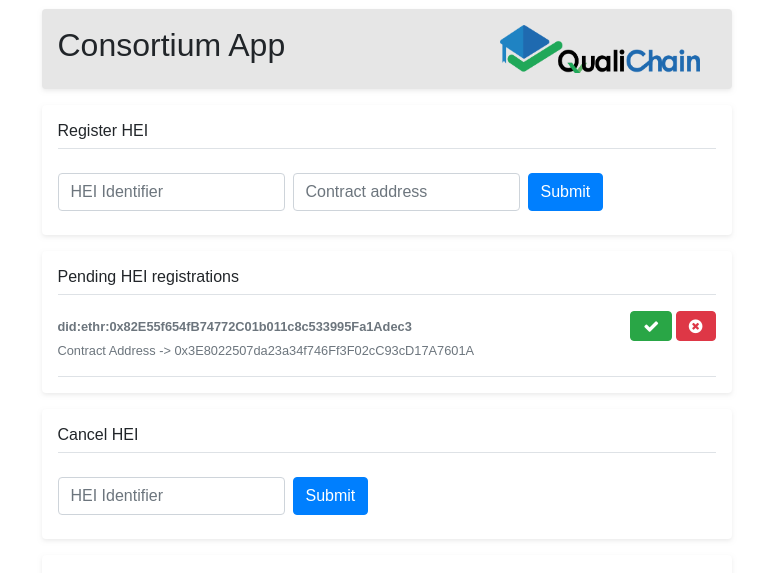 Consortium App
QualiChain
Register HEI
HEI Identifier
Contract address
Submit
Pending HEI registrations
did:ethr:0x82E55f654fB74772C01b011c8c533995Fa1Adec3
Contract Address -> 0x3E8022507da23a34f746Ff3F02cC93cD17A7601A
Cancel HEI
HEI Identifier
Submit